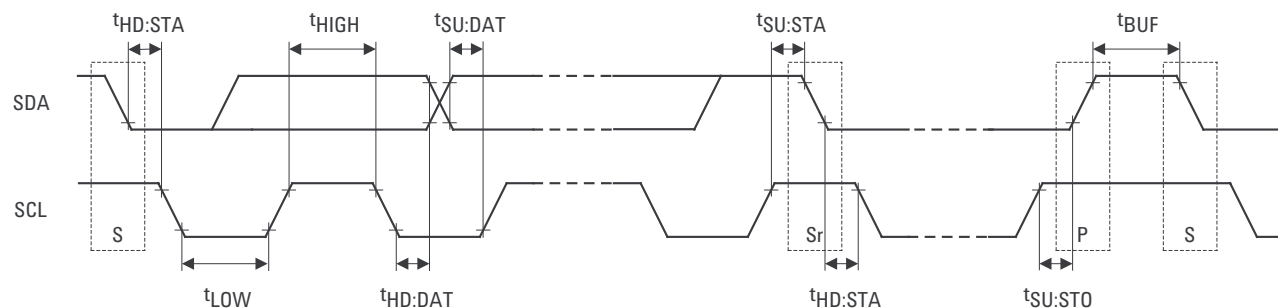 tHD:STA tHIGH tSU:DAT tSU:STA tBUF
SDA
SCL
S Sr P S
tLOW tHD:DAT tHD:STA tSU:STO